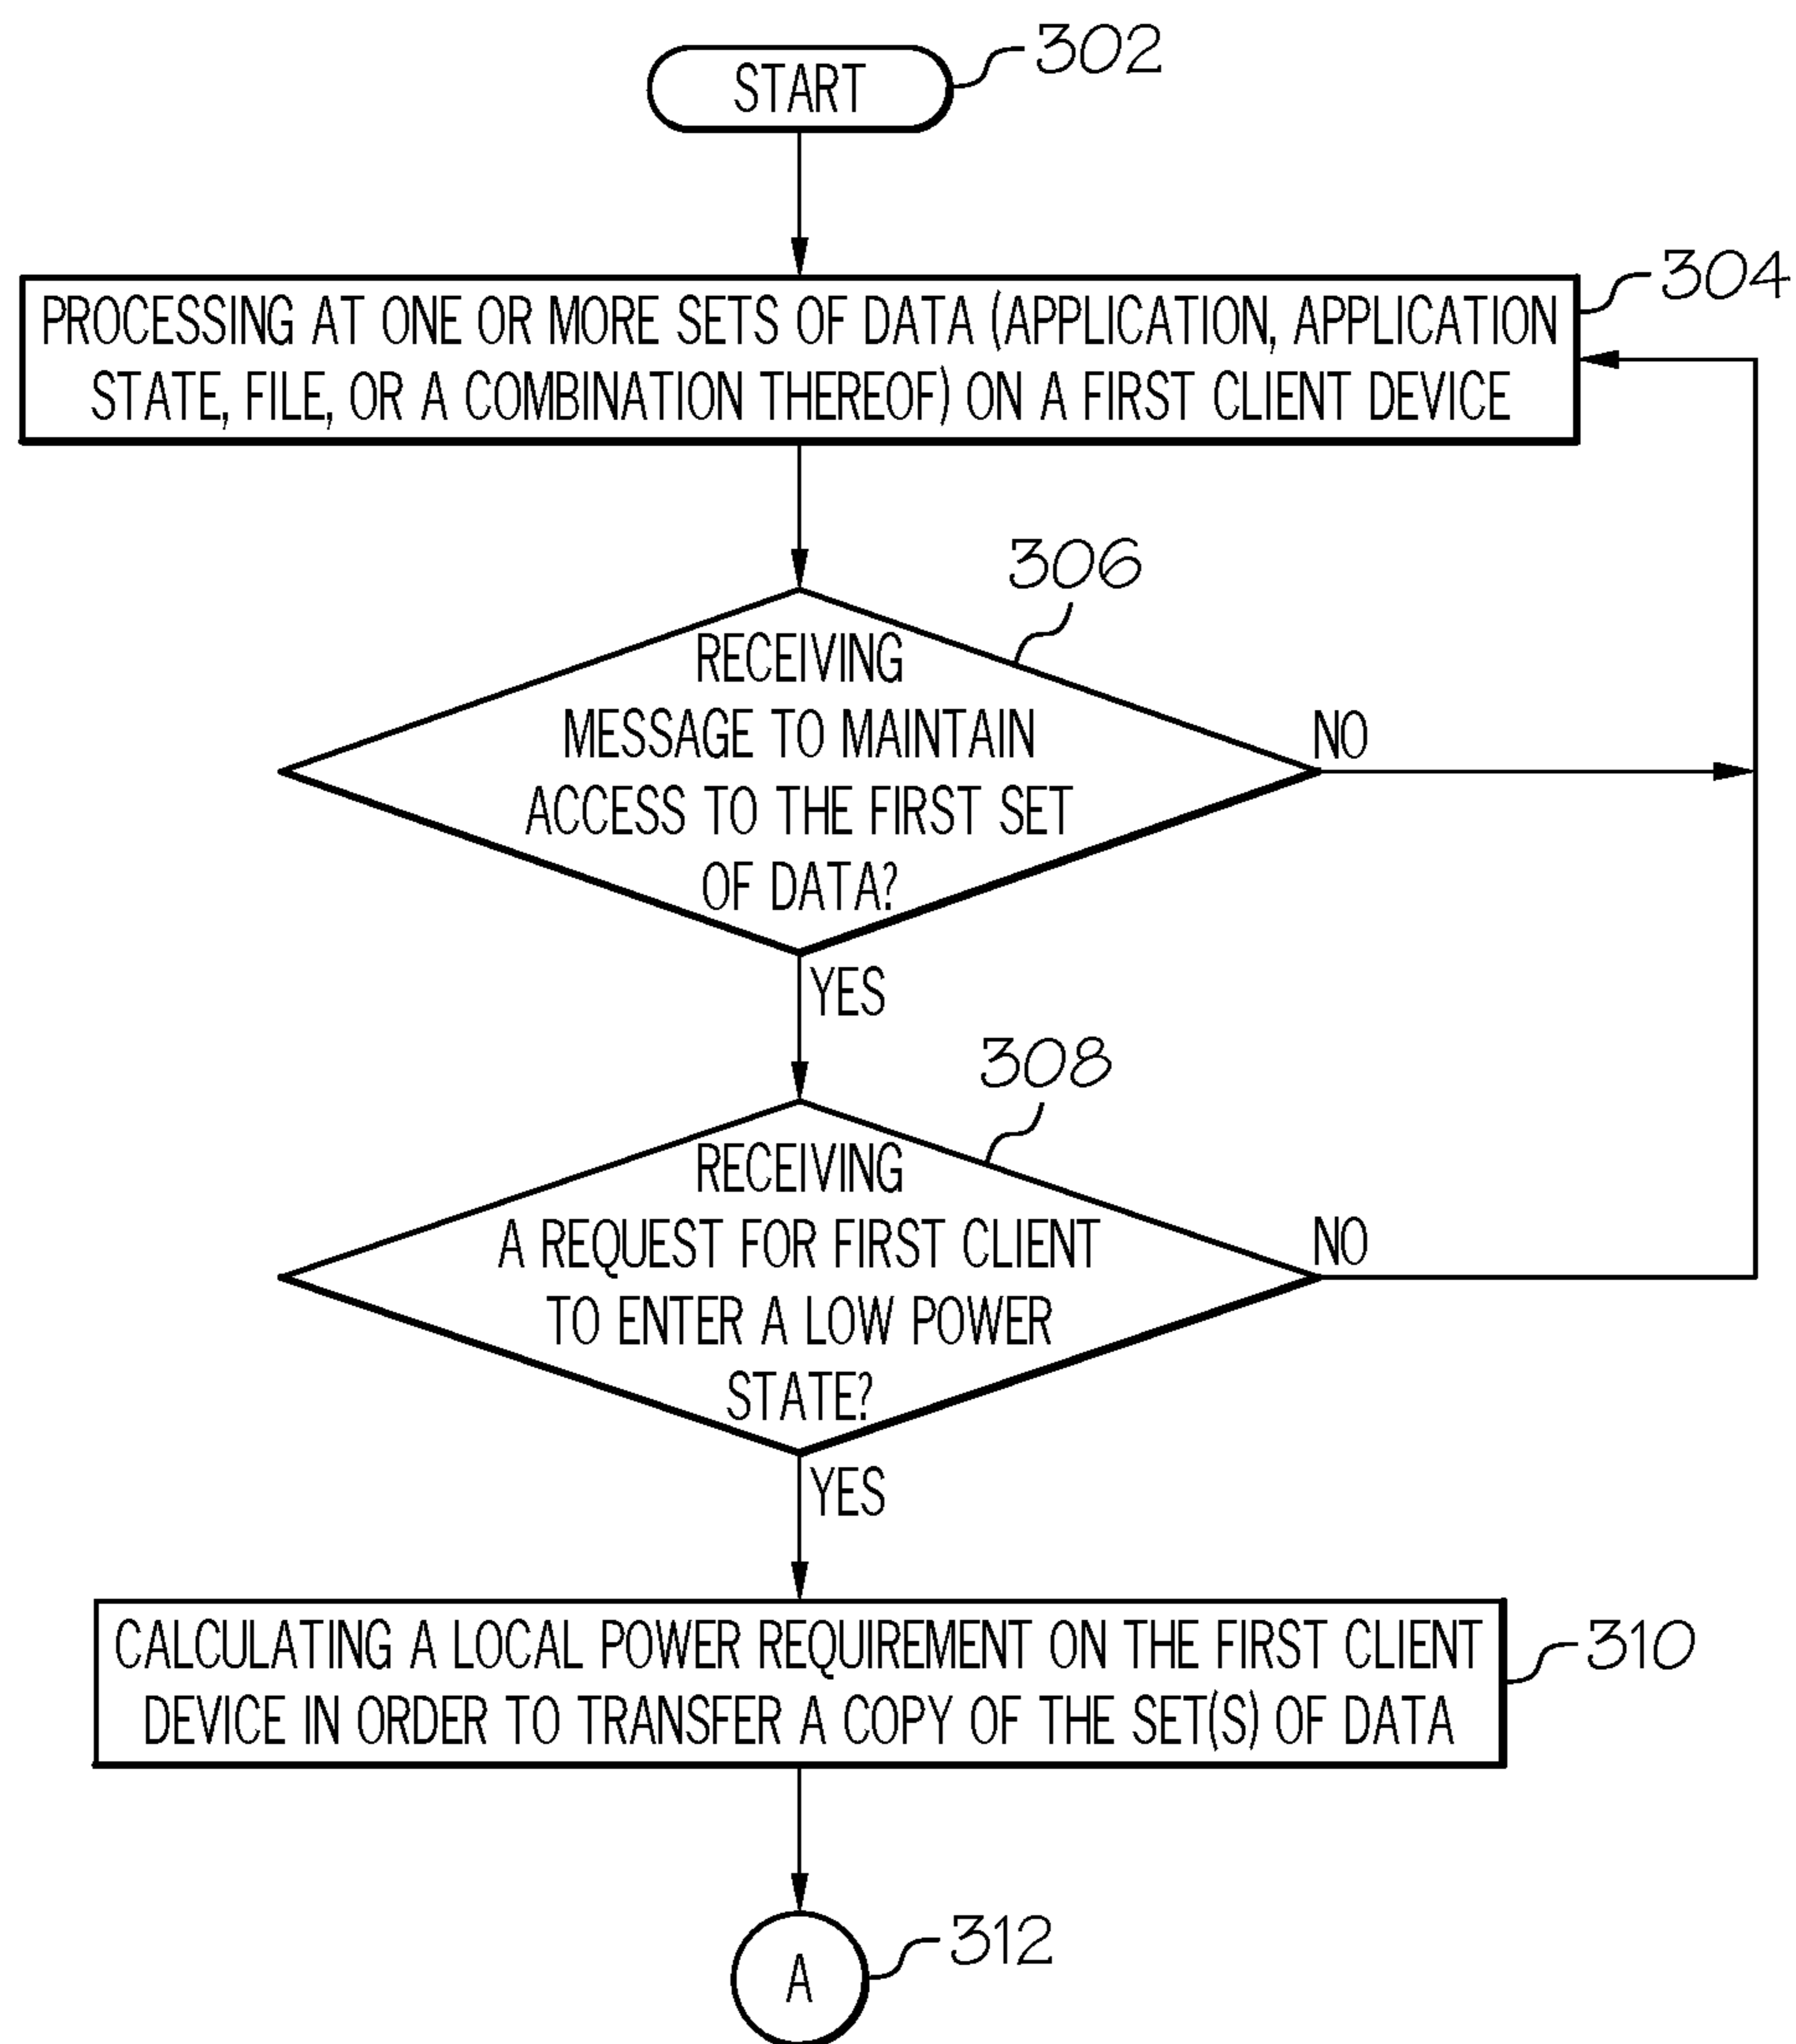 302
START
304
PROCESSING AT ONE OR MORE SETS OF DATA (APPLICATION, APPLICATION
STATE, FILE, OR A COMBINATION THEREOF) ON A FIRST CLIENT DEVICE
306
RECEIVING
MESSAGE TO MAINTAIN
ACCESS TO THE FIRST SET
OF DATA?
NO
YES
308
RECEIVING
A REQUEST FOR FIRST CLIENT
TO ENTER A LOW POWER
STATE?
NO
YES
CALCULATING A LOCAL POWER REQUIREMENT ON THE FIRST CLIENT
DEVICE IN ORDER TO TRANSFER A COPY OF THE SET(S) OF DATA
310
A
312